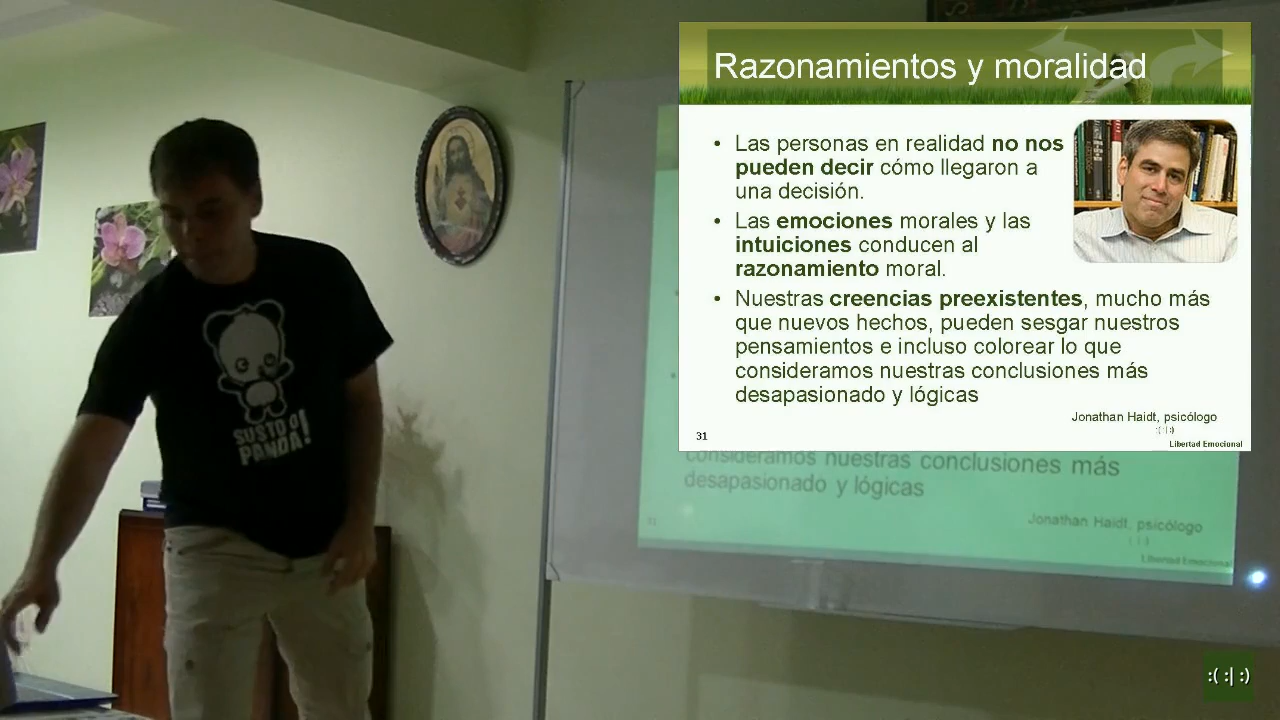 SUSTO O
PANDA!
Razonamientos y moralidad
• Las personas en realidad no nos
pueden decir cómo llegaron a
una decisión.
• Las emociones morales y las
intuiciones conducen al
razonamiento moral.
• Nuestras creencias preexistentes, mucho más
que nuevos hechos, pueden sesgar nuestros
pensamientos e incluso colorear lo que
consideramos nuestras conclusiones más
desapasionado y lógicas
Jonathan Haidt, psicólogo
:(:|:)
31
Libertad Emocional
consideramos nuestras conclusiones más
desapasionado y lógicas
Jonathan Haidt, psicólogo
31
Libertad Emocional
:( :| :)